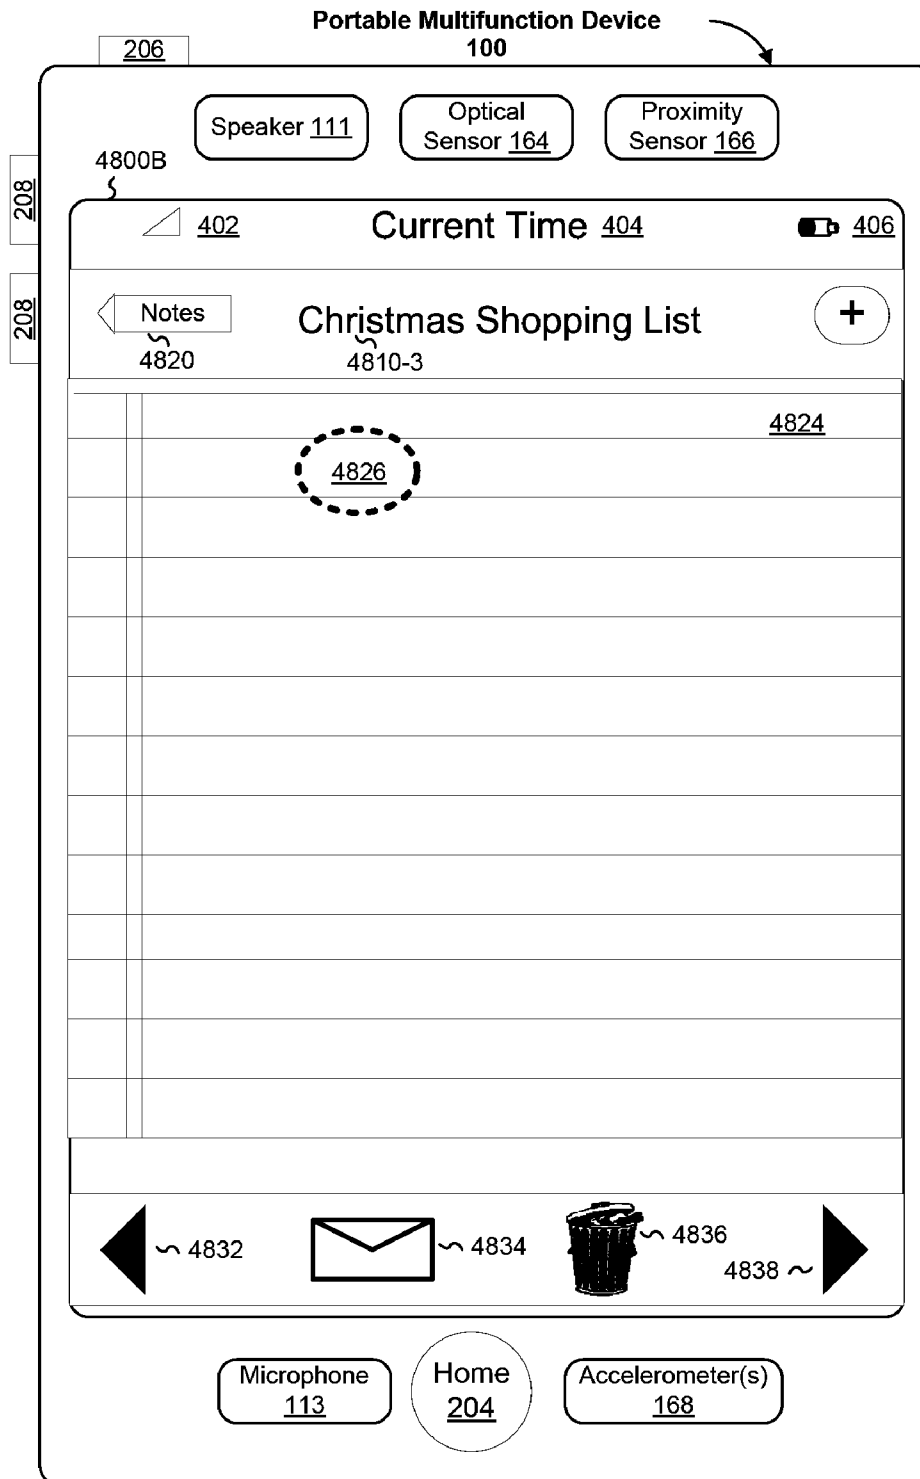 Portable Multifunction Device
100
206
Speaker 111
Optical
Sensor 164
Proximity
Sensor 166
4800B
208
402
Current Time 404
406
208
Notes
Christmas Shopping List
+
4820
4810-3
4824
4826
4832
4834
4836
4838
Microphone
113
Home
204
Accelerometer(s)
168